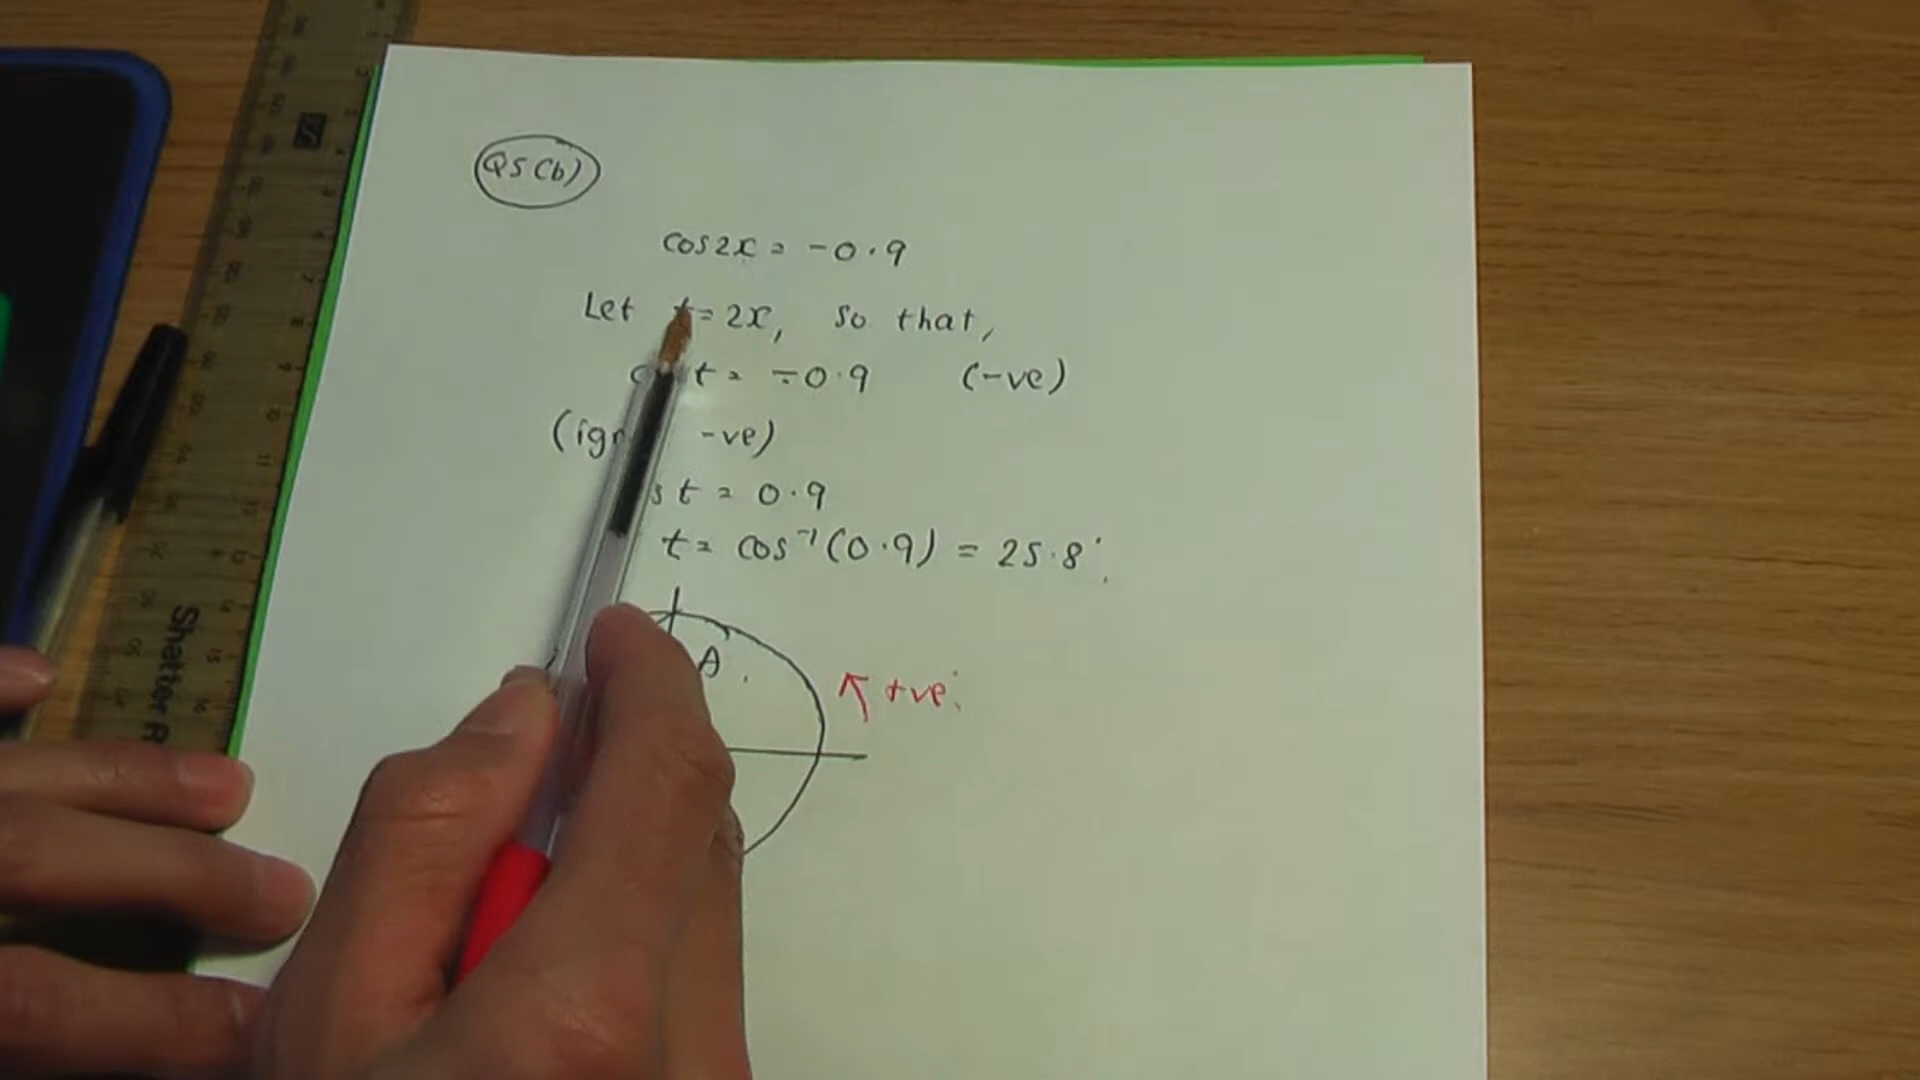 Q5(b)
cos2x = -0.9
Let t = 2x, so that,
t = -0.9 (-ve)
-ve)
t = 0.9
t = cos⁻¹(0.9) = 25.8°.
A
+ve
Shatter